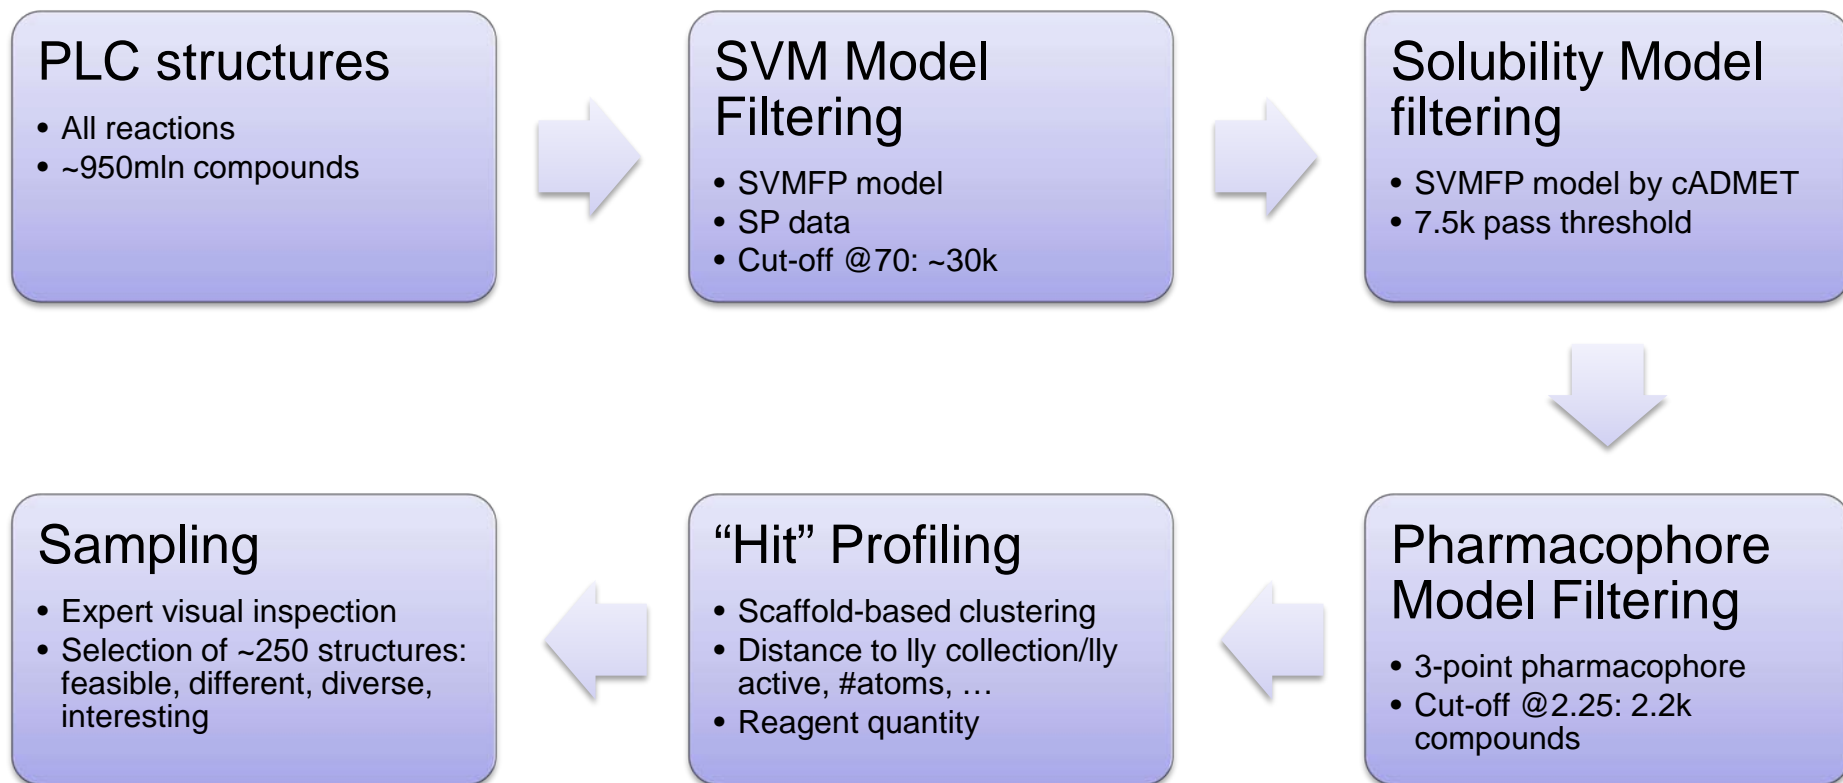 PLC structures
• All reactions
• ~950mln compounds
SVM Model
Filtering
• SVMFP model
• SP data
• Cut-off @70: ~30k
Solubility Model
filtering
• SVMFP model by cADMET
• 7.5k pass threshold
Pharmacophore
Model Filtering
• 3-point pharmacophore
• Cut-off @2.25: 2.2k
compounds
“Hit” Profiling
• Scaffold-based clustering
• Distance to lly collection/lly
active, #atoms, …
• Reagent quantity
Sampling
• Expert visual inspection
• Selection of ~250 structures:
feasible, different, diverse,
interesting